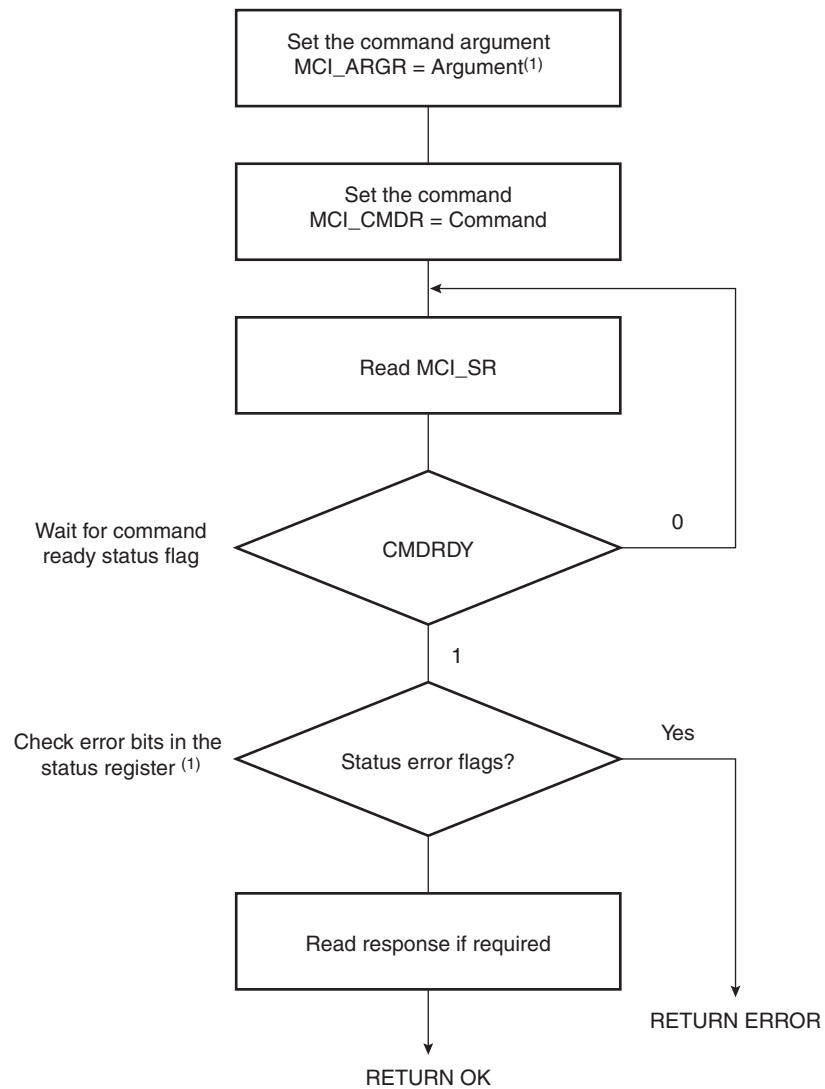 Set the command argument
MCI_ARGR = Argument(1)
Set the command
MCI_CMDR = Command
Read MCI_SR
Wait for command
ready status flag
CMDRDY
0
1
Check error bits in the
status register (1)
Status error flags?
Yes
Read response if required
RETURN ERROR
RETURN OK